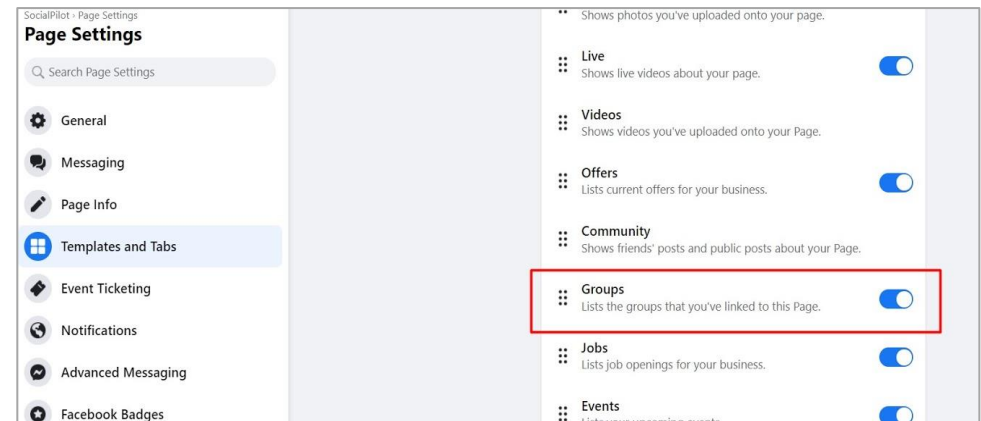 SocialPilot › Page Settings
Page Settings
Search Page Settings
General
Messaging
Page Info
Templates and Tabs
Event Ticketing
Notifications
Advanced Messaging
Facebook Badges
Shows photos you've uploaded onto your page.
Live
Shows live videos about your page.
Videos
Shows videos you've uploaded onto your Page.
Offers
Lists current offers for your business.
Community
Shows friends' posts and public posts about your Page.
Groups
Lists the groups that you've linked to this Page.
Jobs
Lists job openings for your business.
Events
Lists your upcoming events.